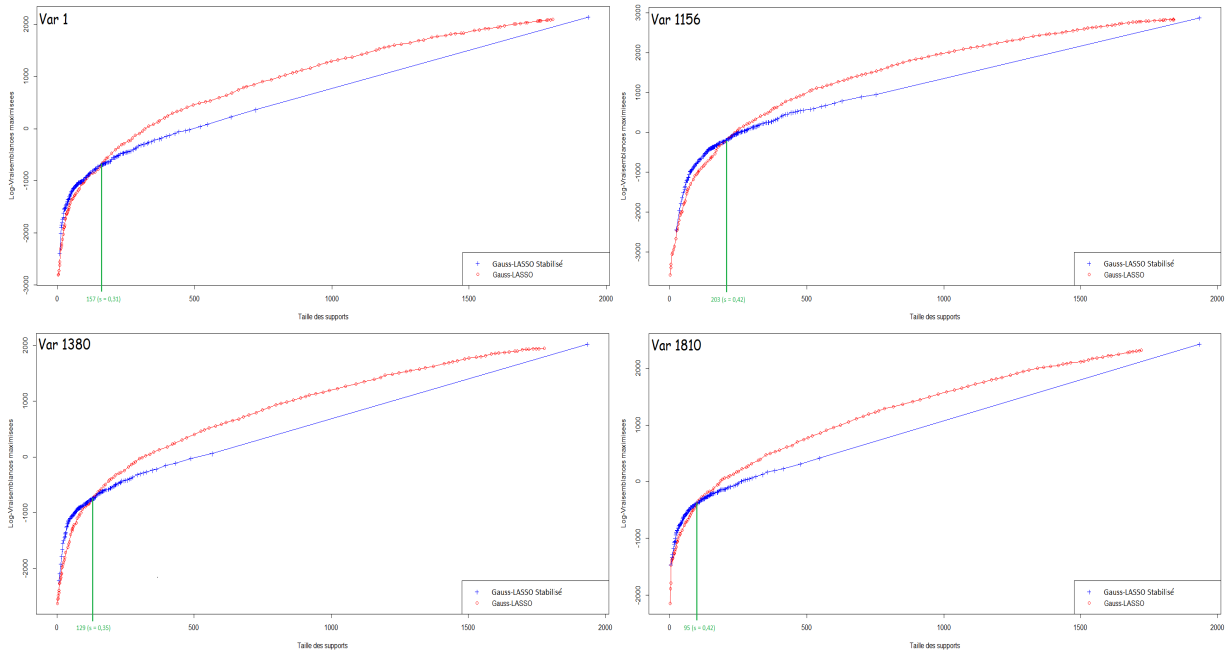 Var 1
Log-Vraisemblances maximisees
2000
1000
0
-1000
-2000
-3000
0
500
1000
1500
2000
157 (s = 0,31)
Taille des supports
Gauss-LASSO Stabilisé
Gauss-LASSO
Var 1156
Log-Vraisemblances maximisees
3000
2000
1000
0
-1000
-2000
-3000
0
500
1000
1500
2000
203 (s = 0,42)
Taille des supports
Gauss-LASSO Stabilisé
Gauss-LASSO
Var 1380
Log-Vraisemblances maximisees
2000
1000
0
-1000
-2000
0
500
1000
1500
2000
129 (s = 0,35)
Taille des supports
Gauss-LASSO Stabilisé
Gauss-LASSO
Var 1810
Log-Vraisemblances maximisees
2000
1000
0
-1000
-2000
0
500
1000
1500
2000
95 (s = 0,42)
Taille des supports
Gauss-LASSO Stabilisé
Gauss-LASSO